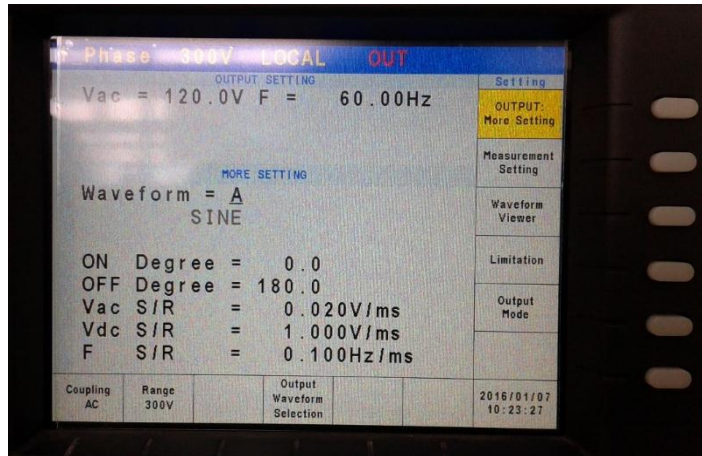 Phase 300V LOCAL OUT
OUTPUT SETTING
Vac = 120.0V F = 60.00Hz
MORE SETTING
Waveform = A
SINE
ON Degree = 0.0
OFF Degree = 180.0
Vac S/R = 0.020V/ms
Vdc S/R = 1.000V/ms
F S/R = 0.100Hz/ms
Setting
OUTPUT:
More Setting
Measurement
Setting
Waveform
Viewer
Limitation
Output
Mode
Coupling
AC
Range
300V
Output
Waveform
Selection
2016/01/07
10:23:27